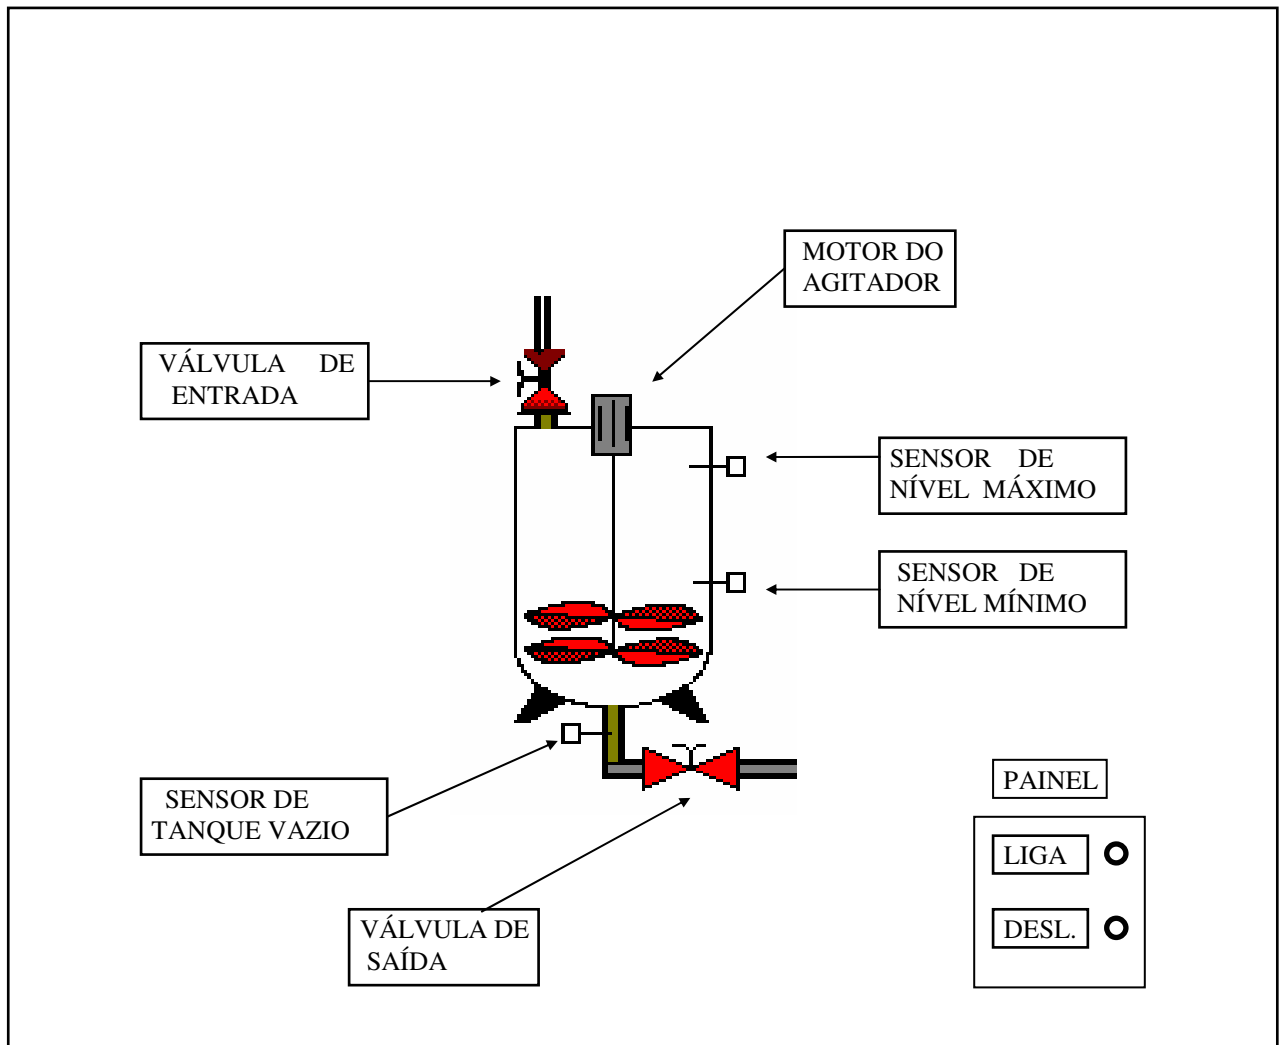 MOTOR DO
AGITADOR
VÁLVULA DE
ENTRADA
SENSOR DE
NÍVEL MÁXIMO
SENSOR DE
NÍVEL MÍNIMO
SENSOR DE
TANQUE VAZIO
VÁLVULA DE
SAÍDA
PAINEL
LIGA
DESL.